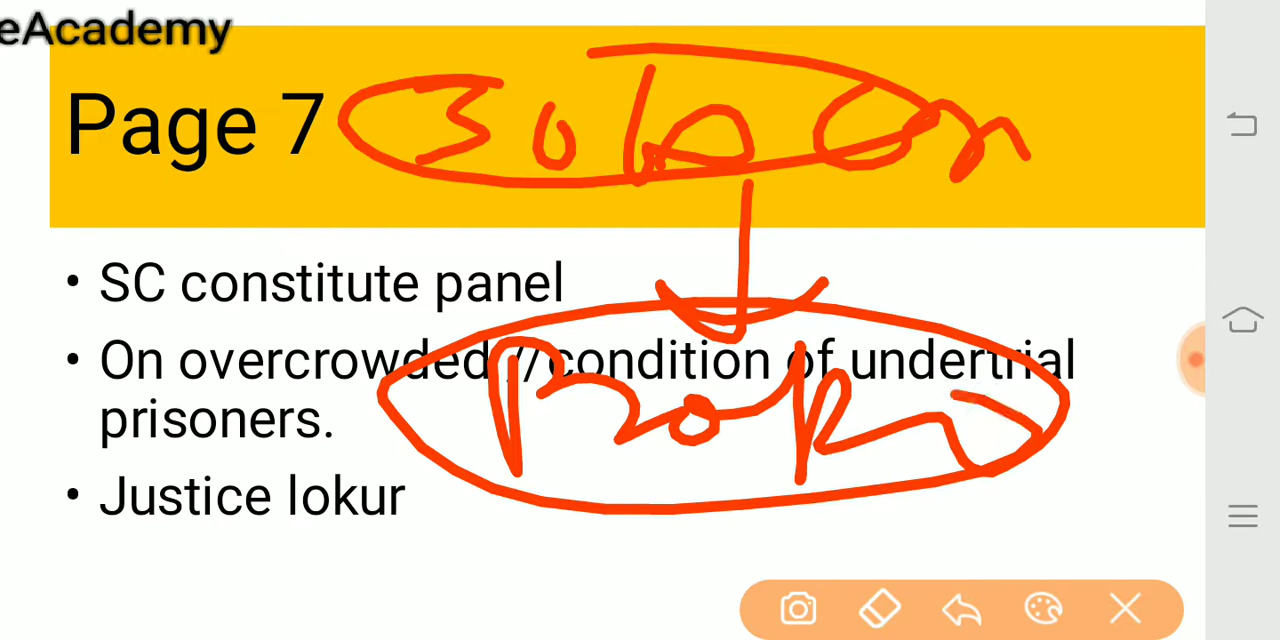 eAcademy
Page 7
• SC constitute panel
• On overcrowded //condition of undertrial
prisoners.
• Justice lokur